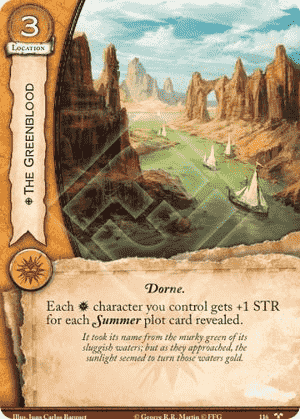 3
LOCATION
THE GREENBLOOD
Dorne.
Each character you control gets +1 STR
for each Summer plot card revealed.
It took its name from the murky green of its
sluggish waters; but as they approached, the
sunlight seemed to turn those waters gold.
Illus. Juan Carlos Barquet
© George R.R. Martin © FFG
116